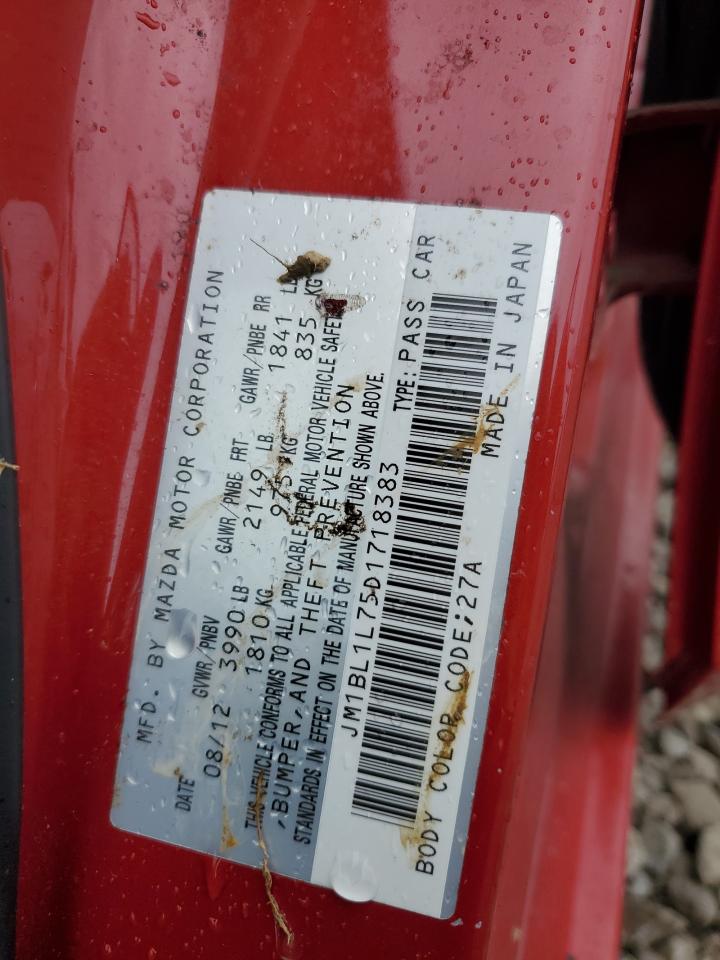 MFD. BY MAZDA MOTOR CORPORATION
DATE GVWR/PNBV GAWR/PNBE FRT GAWR/PNBE RR
08/12 3990 LB 2149 LB 1841 LB
1810 KG 975 KG 835 KG
THIS VEHICLE CONFORMS TO ALL APPLICABLE FEDERAL MOTOR VEHICLE SAFETY
/BUMPER, AND THEFT PREVENTION
STANDARDS IN EFFECT ON THE DATE OF MANUFACTURE SHOWN ABOVE.
JM1BL1L75D1718383 TYPE: PASS CAR
BODY COLOR CODE;27A MADE IN JAPAN